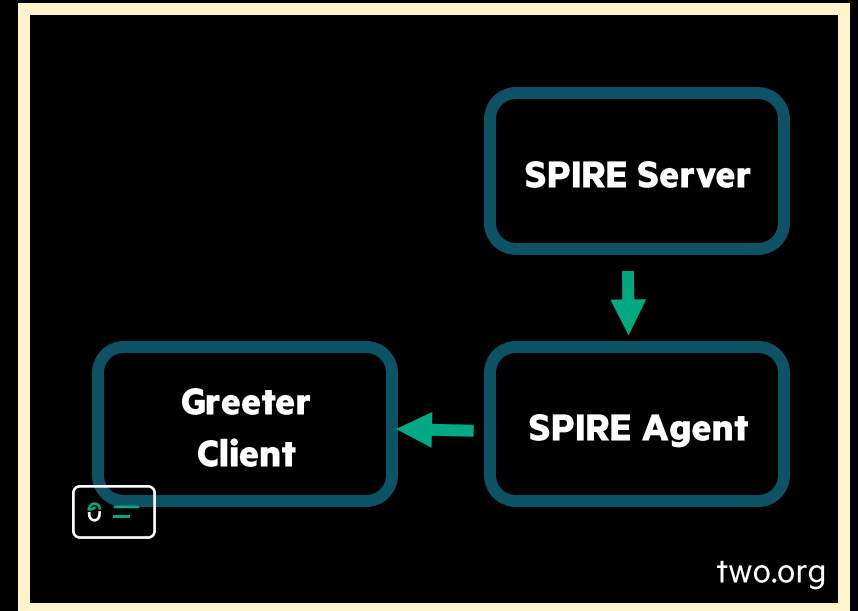 SPIRE Server
Greeter
Client
SPIRE Agent
two.org